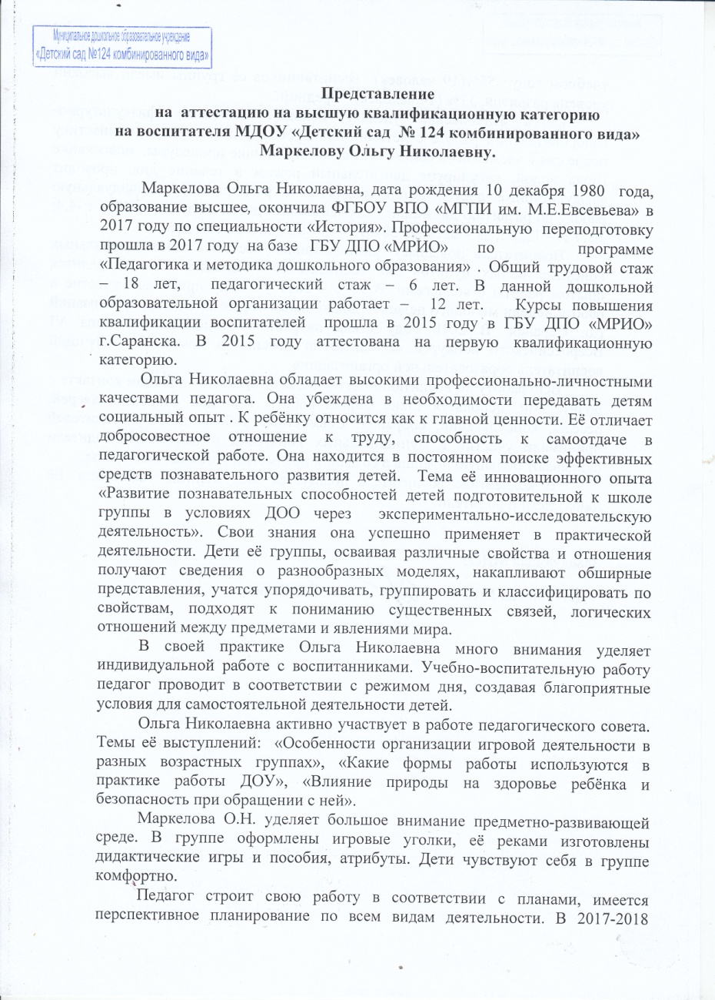 Муниципальное дошкольное образовательное учреждение
«Детский сад №124 комбинированного вида»
Представление
на аттестацию на высшую квалификационную категорию
на воспитателя МДОУ «Детский сад № 124 комбинированного вида»
Маркелову Ольгу Николаевну.
Маркелова Ольга Николаевна, дата рождения 10 декабря 1980 года,
образование высшее, окончила ФГБОУ ВПО «МГПИ им. М.Е.Евсевьева» в
2017 году по специальности «История». Профессиональную переподготовку
прошла в 2017 году на базе ГБУ ДПО «МРИО» по программе
«Педагогика и методика дошкольного образования» . Общий трудовой стаж
– 18 лет, педагогический стаж – 6 лет. В данной дошкольной
образовательной организации работает – 12 лет. Курсы повышения
квалификации воспитателей прошла в 2015 году в ГБУ ДПО «МРИО»
г.Саранска. В 2015 году аттестована на первую квалификационную
категорию.
Ольга Николаевна обладает высокими профессионально-личностными
качествами педагога. Она убеждена в необходимости передавать детям
социальный опыт . К ребёнку относится как к главной ценности. Её отличает
добросовестное отношение к труду, способность к самоотдаче в
педагогической работе. Она находится в постоянном поиске эффективных
средств познавательного развития детей. Тема её инновационного опыта
«Развитие познавательных способностей детей подготовительной к школе
группы в условиях ДОО через экспериментально-исследовательскую
деятельность». Свои знания она успешно применяет в практической
деятельности. Дети её группы, осваивая различные свойства и отношения
получают сведения о разнообразных моделях, накапливают обширные
представления, учатся упорядочивать, группировать и классифицировать по
свойствам, подходят к пониманию существенных связей, логических
отношений между предметами и явлениями мира.
В своей практике Ольга Николаевна много внимания уделяет
индивидуальной работе с воспитанниками. Учебно-воспитательную работу
педагог проводит в соответствии с режимом дня, создавая благоприятные
условия для самостоятельной деятельности детей.
Ольга Николаевна активно участвует в работе педагогического совета.
Темы её выступлений: «Особенности организации игровой деятельности в
разных возрастных группах», «Какие формы работы используются в
практике работы ДОУ», «Влияние природы на здоровье ребёнка и
безопасность при обращении с ней».
Маркелова О.Н. уделяет большое внимание предметно-развивающей
среде. В группе оформлены игровые уголки, её реками изготовлены
дидактические игры и пособия, атрибуты. Дети чувствуют себя в группе
комфортно.
Педагог строит свою работу в соответствии с планами, имеется
перспективное планирование по всем видам деятельности. В 2017-2018